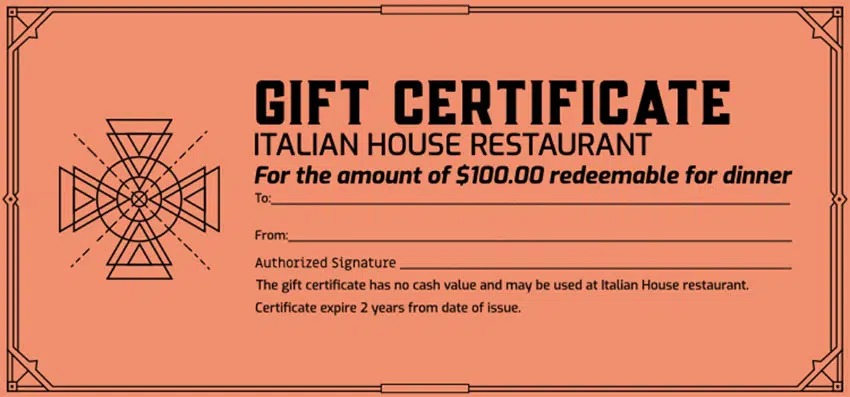 GIFT CERTIFICATE
ITALIAN HOUSE RESTAURANT
For the amount of $100.00 redeemable for dinner
To:
From:
Authorized Signature
The gift certificate has no cash value and may be used at Italian House restaurant.
Certificate expire 2 years from date of issue.